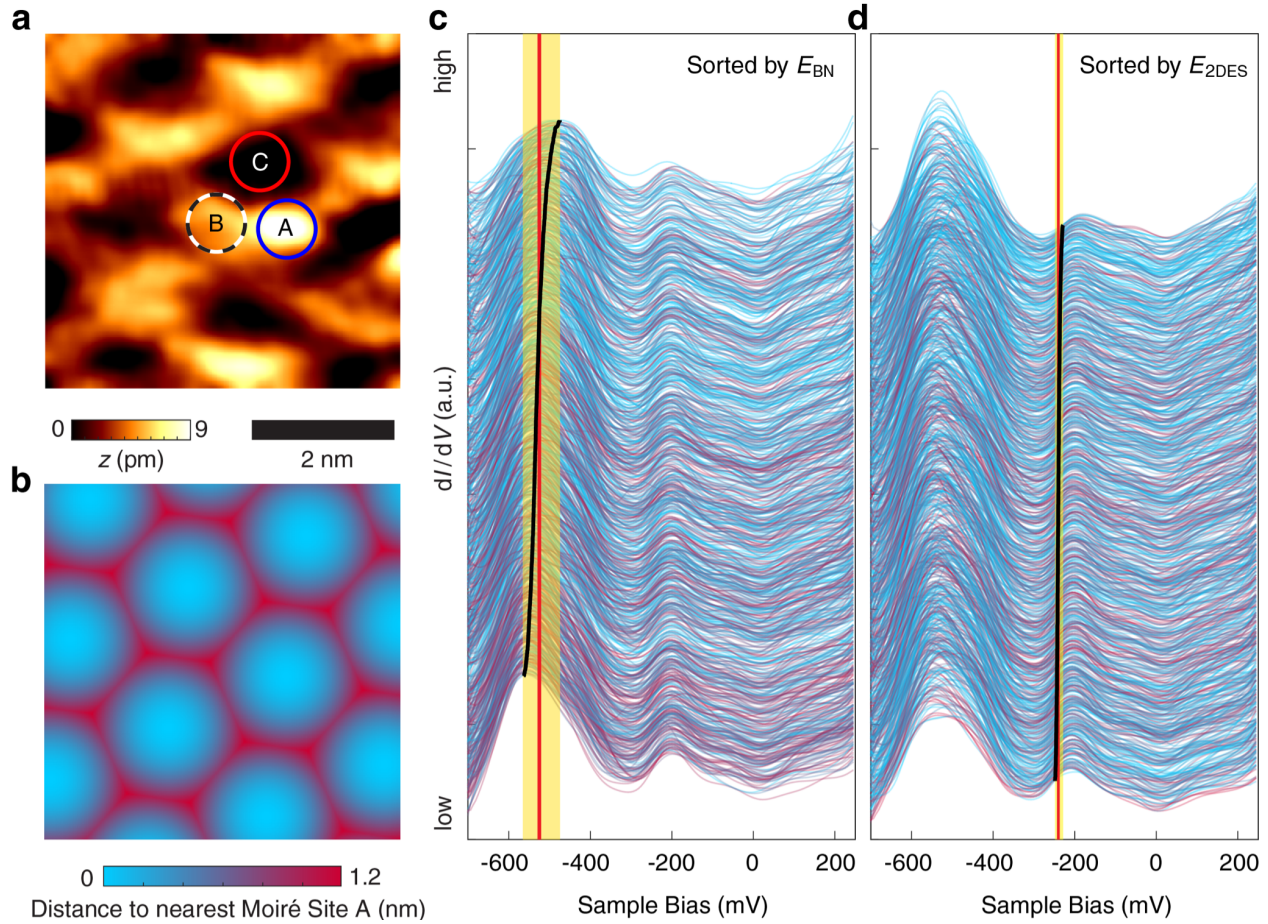 a
C
B
A
0
9
z (pm)
2 nm
b
0
1.2
Distance to nearest Moiré Site A (nm)
c
Sorted by E_BN
high
dI/dV (a.u.)
low
-600
-400
-200
0
200
Sample Bias (mV)
d
Sorted by E_2DES
-600
-400
-200
0
200
Sample Bias (mV)